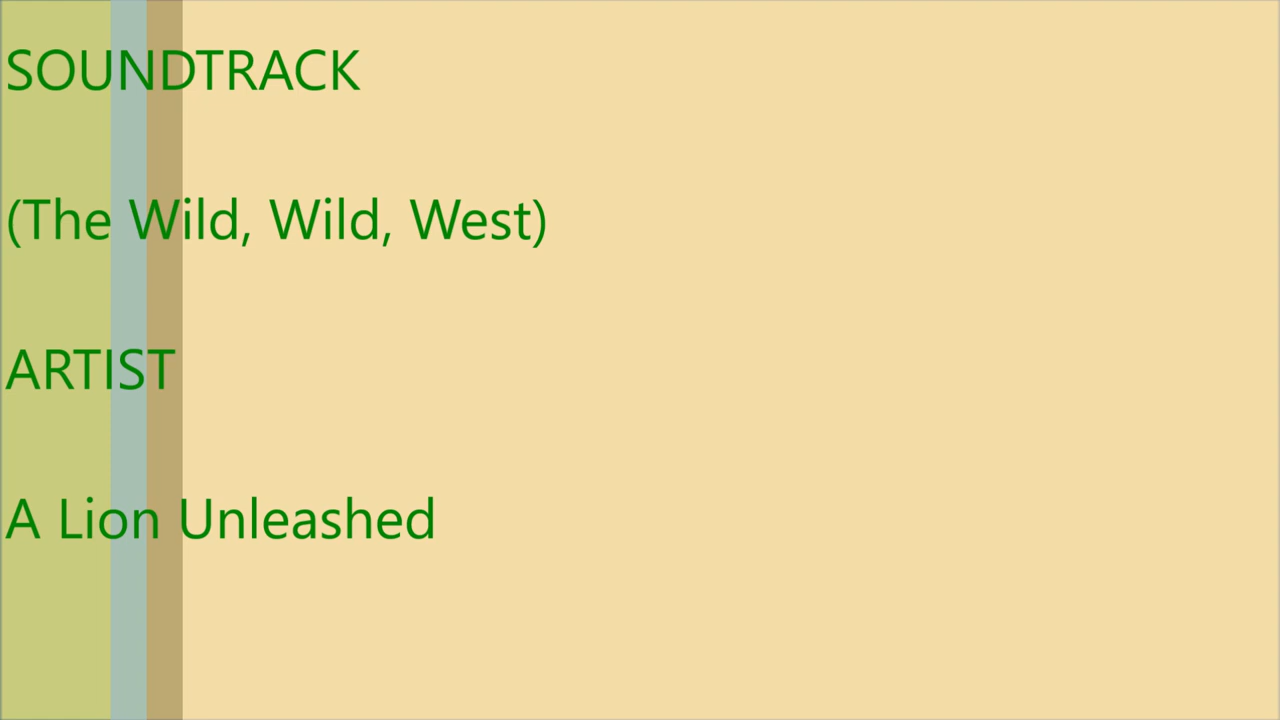 SOUNDTRACK
(The Wild, Wild, West)
ARTIST
A Lion Unleashed